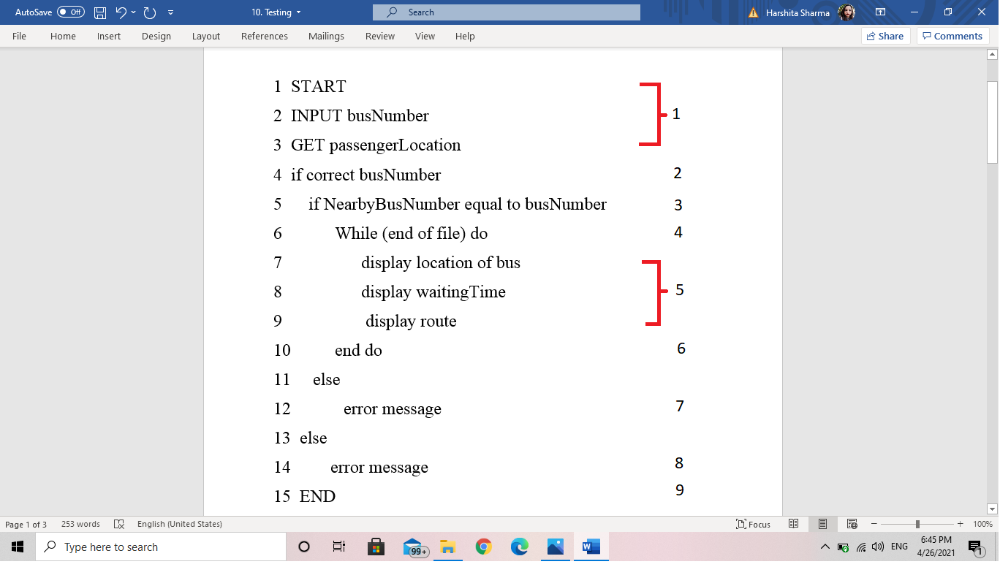 AutoSave Off 10. Testing Search Harshita Sharma
File Home Insert Design Layout References Mailings Review View Help Share Comments
1 START
2 INPUT busNumber 1
3 GET passengerLocation
4 if correct busNumber 2
5 if NearbyBusNumber equal to busNumber 3
6 While (end of file) do 4
7 display location of bus
8 display waitingTime 5
9 display route
10 end do 6
11 else
12 error message 7
13 else
14 error message 8
15 END 9
Page 1 of 3 253 words English (United States) Focus 100%
Type here to search 99+ ENG 6:45 PM
4/26/2021 1